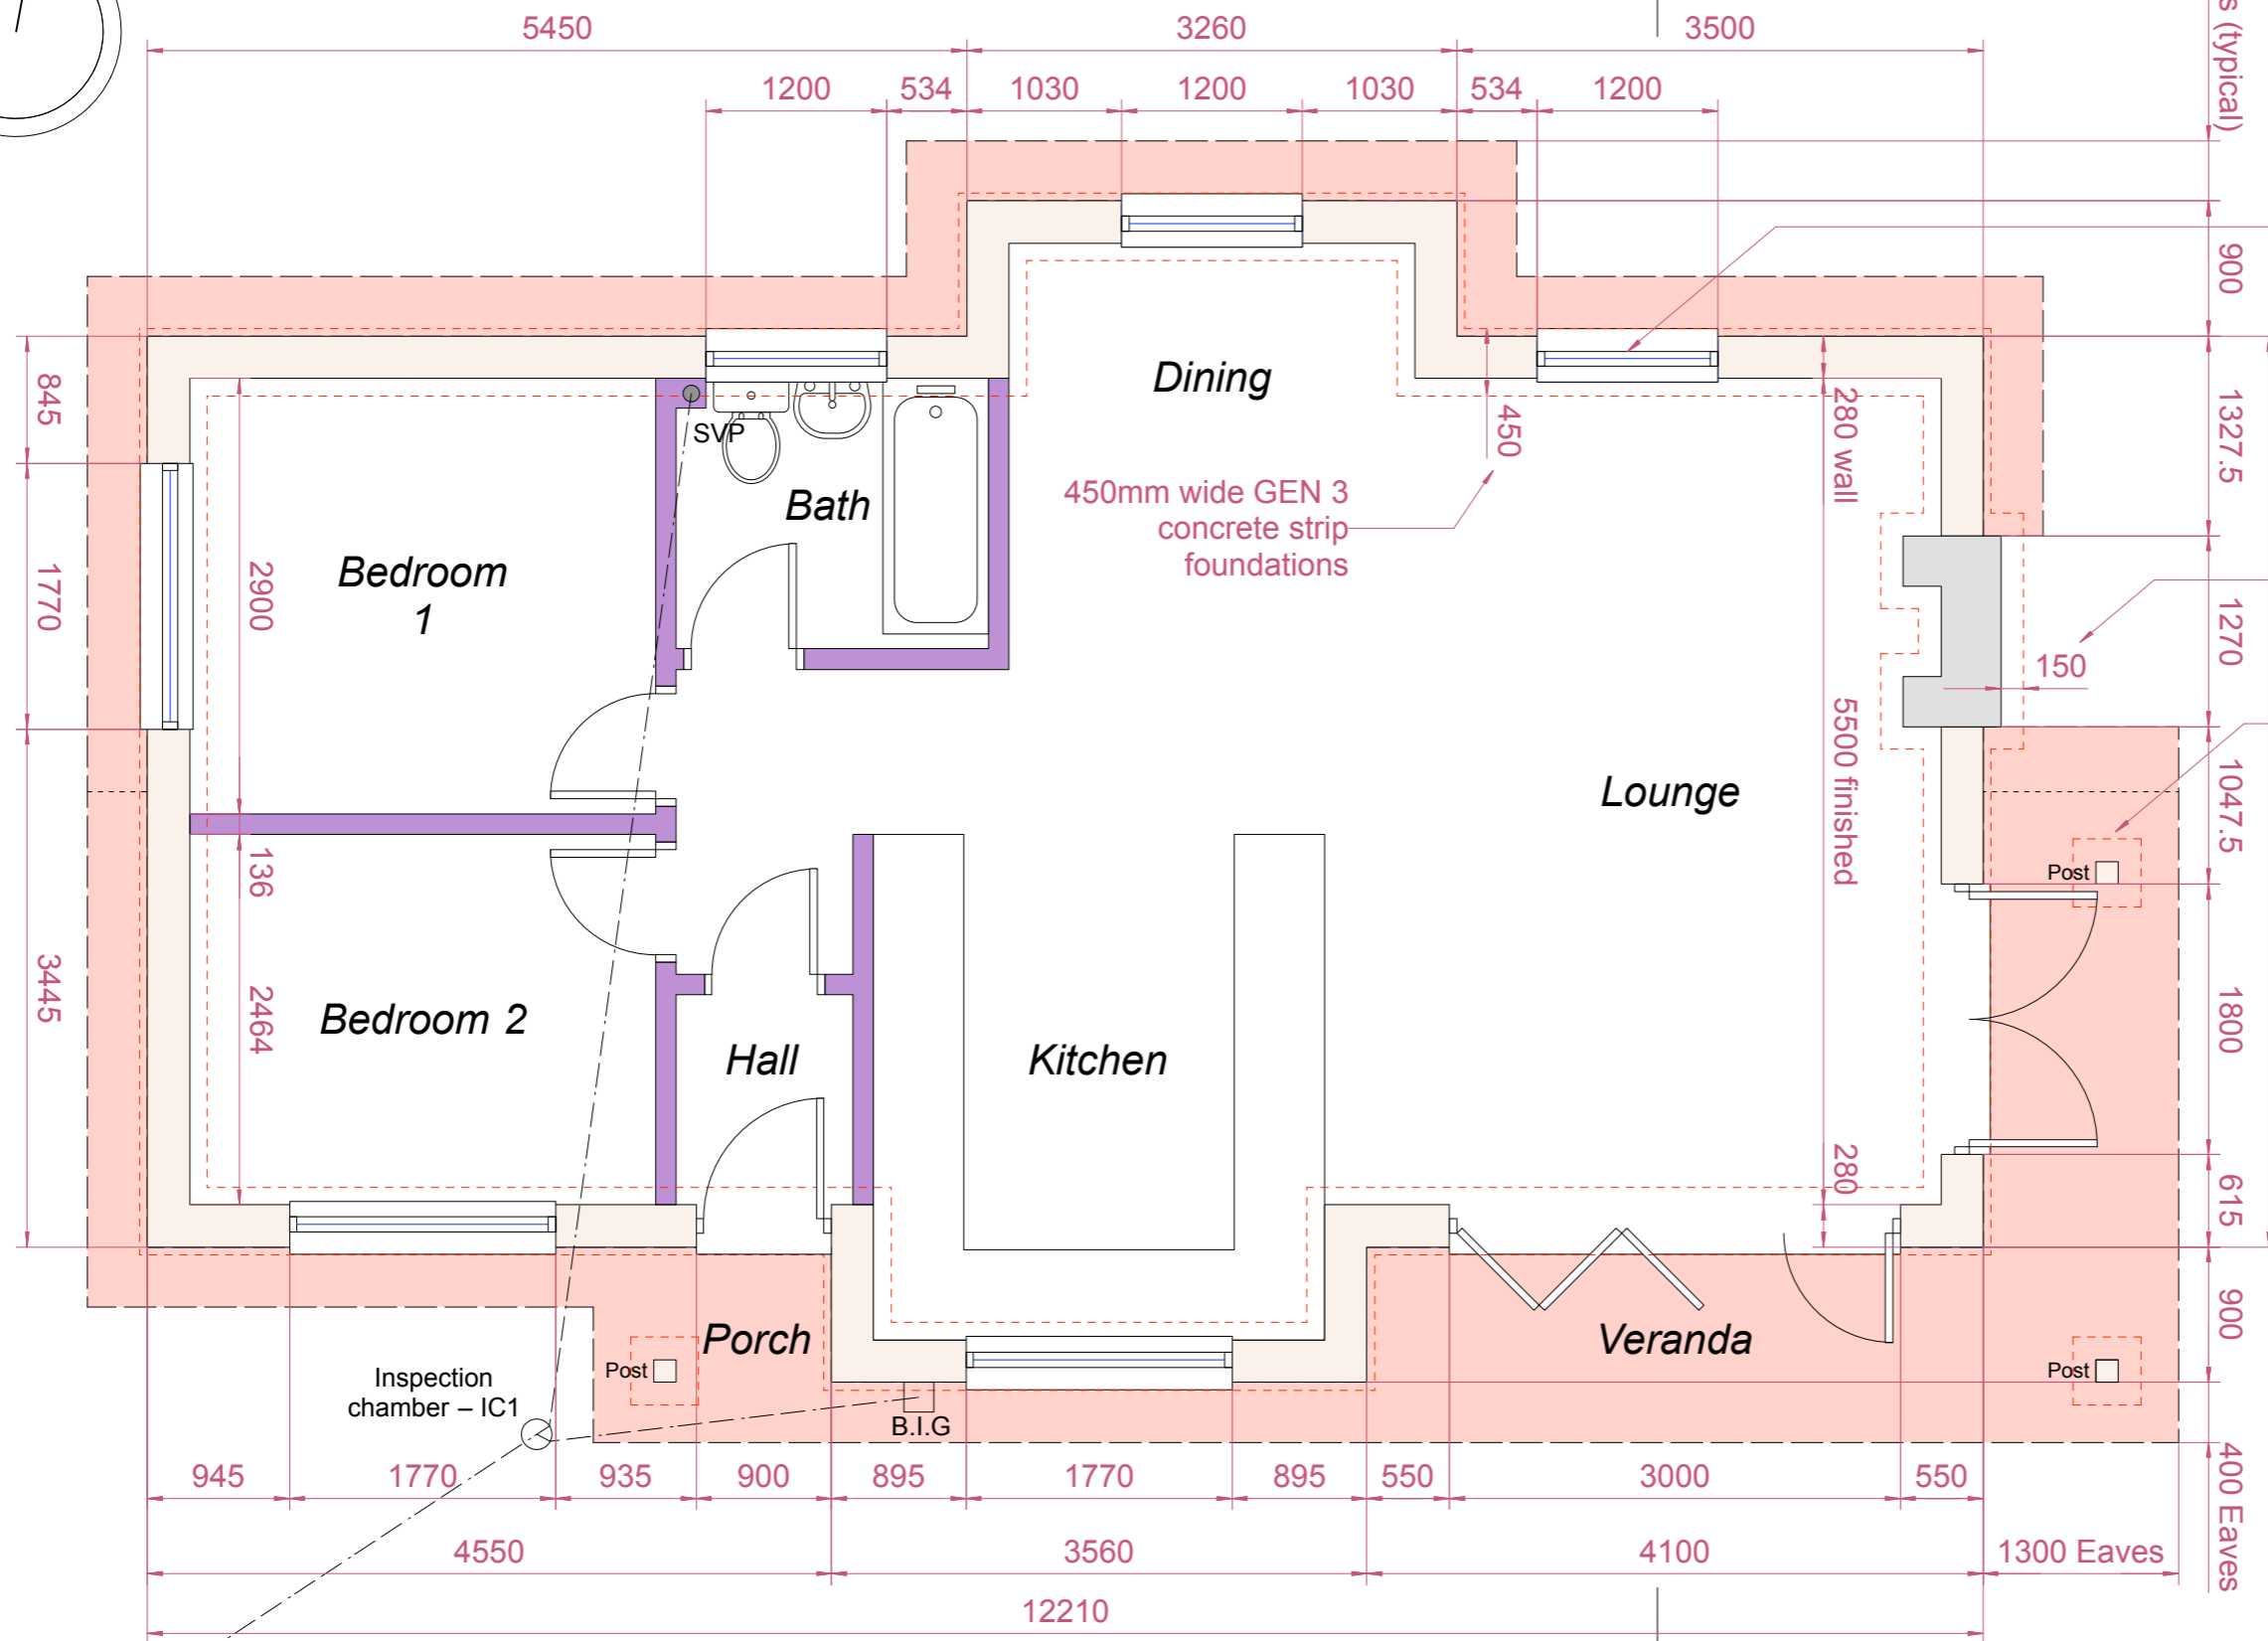 5450
3260
3500
s (typical)
1200
534
1030
1200
1030
534
1200
900
845
1327.5
280 wall
Dining
SVP
450
450mm wide GEN 3
concrete strip
foundations
Bath
Bedroom
1
2900
1770
1270
150
5500 finished
Lounge
1047.5
136
Post
3445
2464
Bedroom 2
Hall
Kitchen
1800
280
615
900
Porch
Veranda
Post
Post
Inspection
chamber – IC1
B.I.G
400 Eaves
945
1770
935
900
895
1770
895
550
3000
550
4550
3560
4100
1300 Eaves
12210